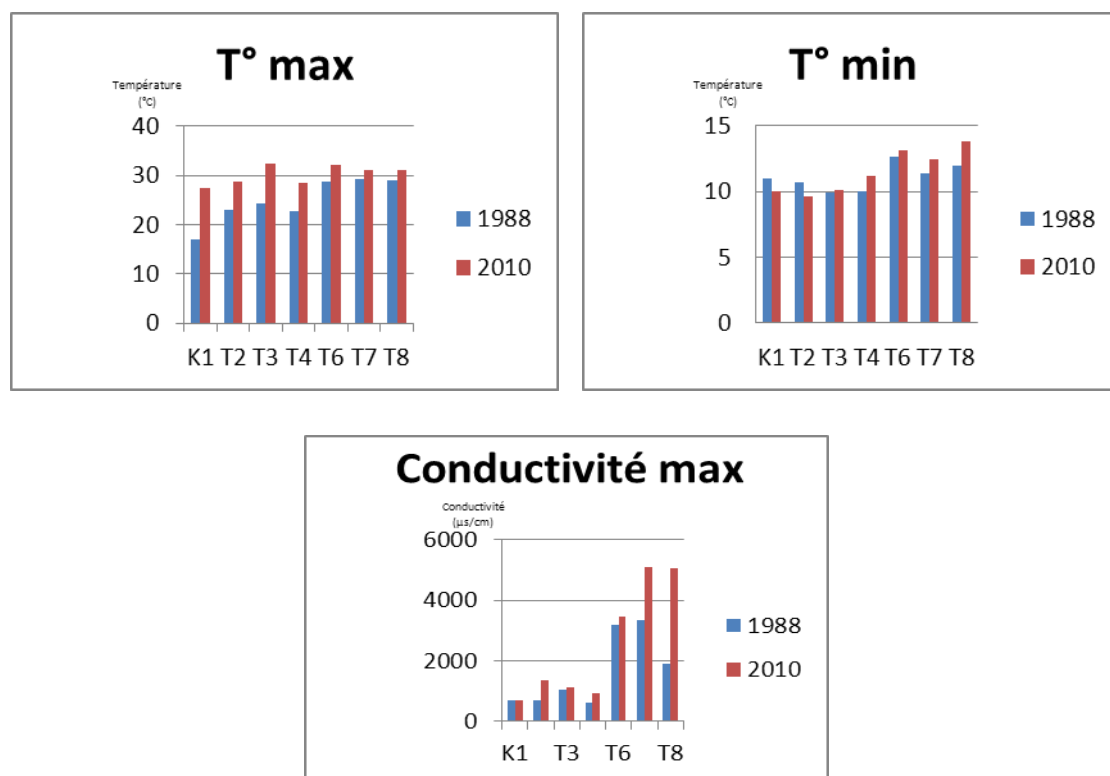 T° max
Température
(°C)
40
30
20
10
0
K1 T2 T3 T4 T6 T7 T8
1988
2010
T° min
Température
(°C)
15
10
5
0
K1 T2 T3 T4 T6 T7 T8
1988
2010
Conductivité max
Conductivité
(µs/cm)
6000
4000
2000
0
K1 T3 T6 T8
1988
2010